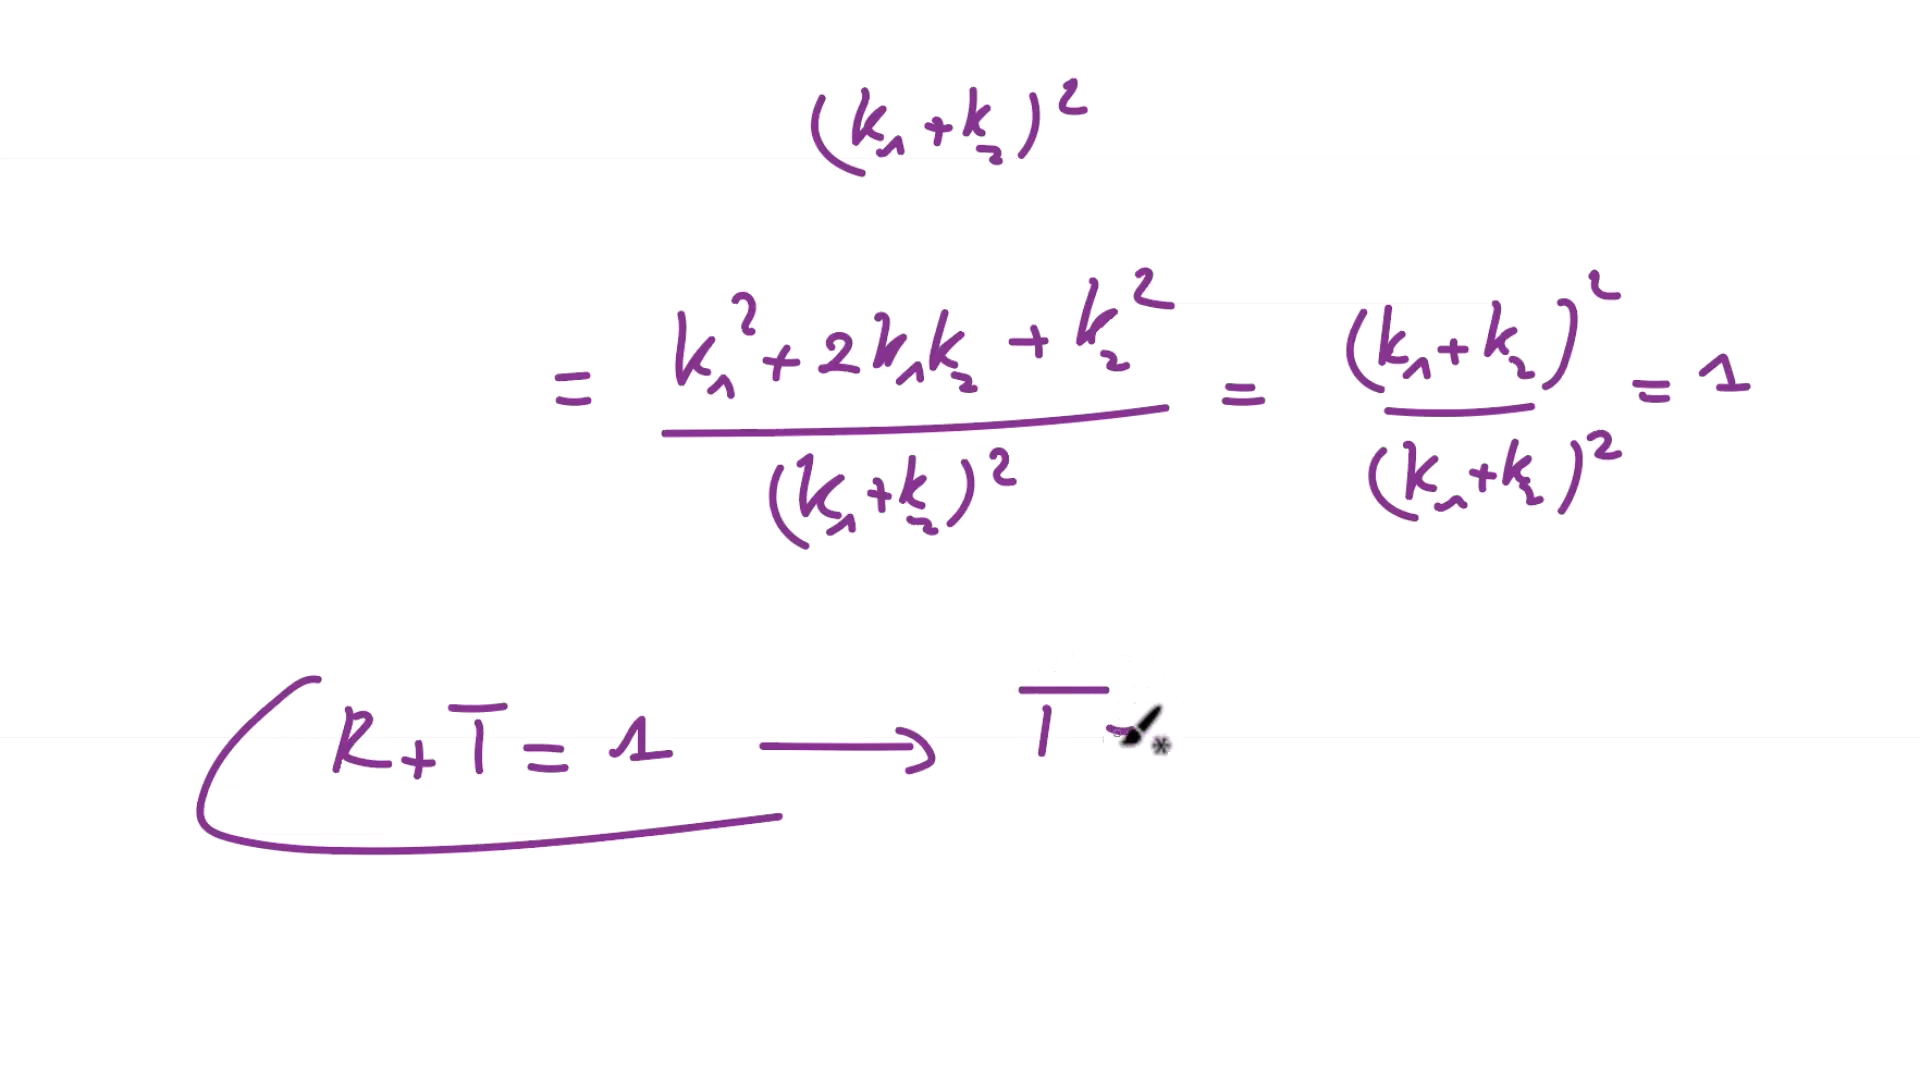 (k₁+k₂)²
= (k₁²+2k₁k₂+k₂²)/(k₁+k₂)² = (k₁+k₂)²/(k₁+k₂)² = 1
R+T=1 ⟶ T